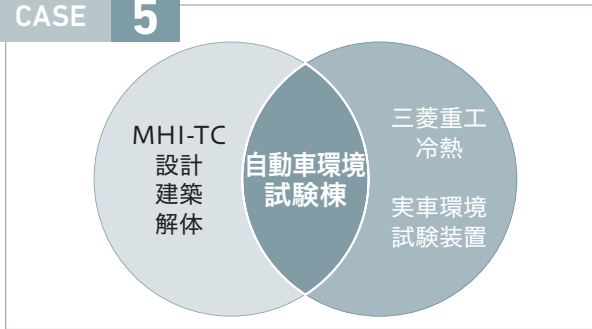 CASE 5
MHI-TC
設計
建築
解体
自動車環境
試験棟
三菱重工
冷熱
実車環境
試験装置